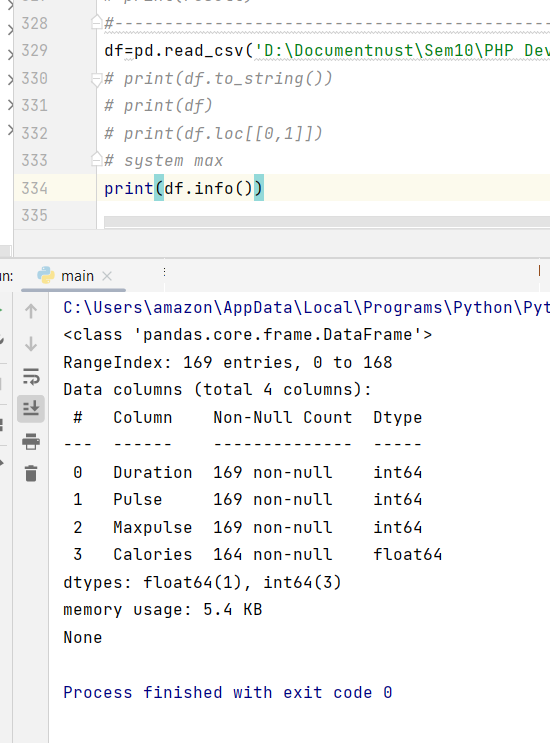 328 #--------------------------------------------
329 df=pd.read_csv('D:\Documentnust\Sem10\PHP Dev
330 # print(df.to_string())
331 # print(df)
332 # print(df.loc[[0,1]])
333 # system max
334 print(df.info())
335
un: main
C:\Users\amazon\AppData\Local\Programs\Python\Pyt
<class 'pandas.core.frame.DataFrame'>
RangeIndex: 169 entries, 0 to 168
Data columns (total 4 columns):
 #   Column    Non-Null Count  Dtype
---  ------    --------------  -----
 0   Duration  169 non-null    int64
 1   Pulse     169 non-null    int64
 2   Maxpulse  169 non-null    int64
 3   Calories  164 non-null    float64
dtypes: float64(1), int64(3)
memory usage: 5.4 KB
None
Process finished with exit code 0